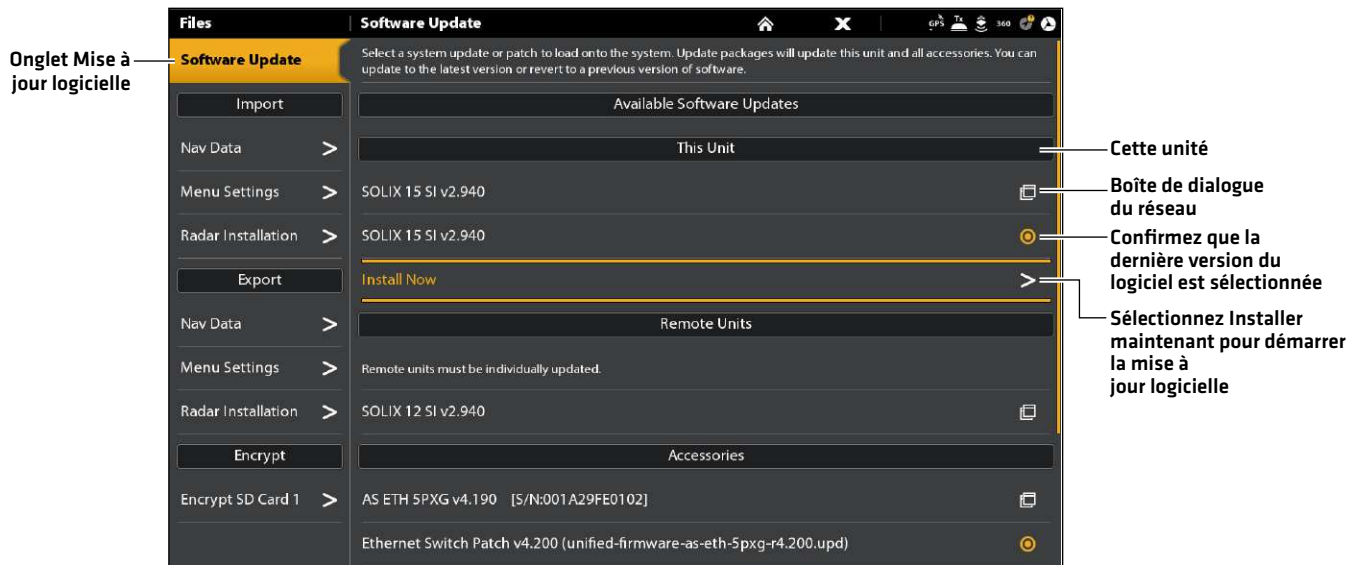 Files
Software Update
GPS Tx 360
Onglet Mise à
jour logicielle
Software Update
Select a system update or patch to load onto the system. Update packages will update this unit and all accessories. You can
update to the latest version or revert to a previous version of software.
Import
Available Software Updates
Nav Data >
This Unit
Cette unité
Menu Settings >
SOLIX 15 SI v2.940
Boîte de dialogue
du réseau
Radar Installation >
SOLIX 15 SI v2.940
Confirmez que la
dernière version du
logiciel est sélectionnée
Export
Install Now >
Sélectionnez Installer
maintenant pour démarrer
la mise à
jour logicielle
Nav Data >
Remote Units
Menu Settings >
Remote units must be individually updated.
Radar Installation >
SOLIX 12 SI v2.940
Encrypt
Accessories
Encrypt SD Card 1 >
AS ETH 5PXG v4.190 [S/N:001A29FE0102]
Ethernet Switch Patch v4.200 (unified-firmware-as-eth-5pxg-r4.200.upd)